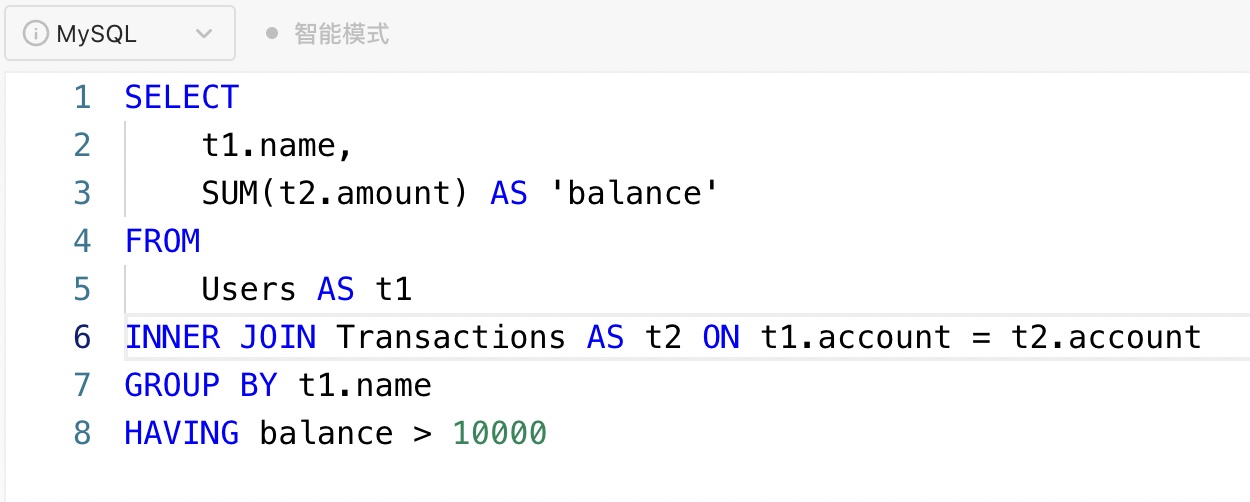 MySQL 智能模式
1 SELECT
2 t1.name,
3 SUM(t2.amount) AS 'balance'
4 FROM
5 Users AS t1
6 INNER JOIN Transactions AS t2 ON t1.account = t2.account
7 GROUP BY t1.name
8 HAVING balance > 10000